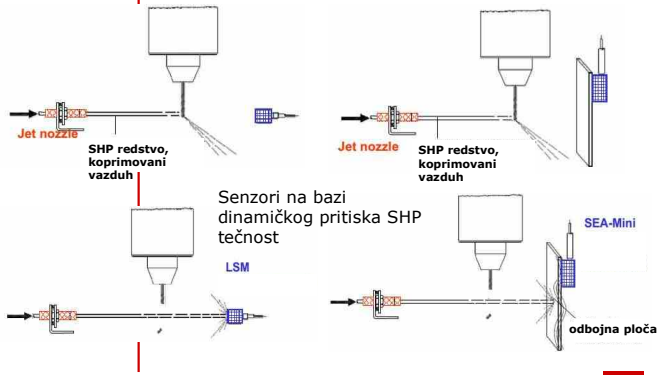 Jet nozzle
SHP redstvo,
koprimovani
vazduh
Jet nozzle
SHP redstvo,
koprimovani
vazduh
Senzori na bazi
dinamičkog pritiska SHP
tečnost
LSM
SEA-Mini
odbojna ploča